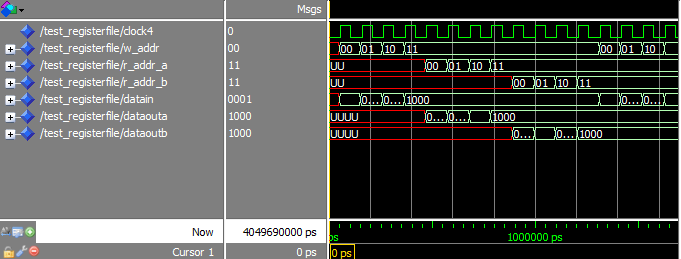 Msgs
/test_registerfile/clock4 0
/test_registerfile/w_addr 00 00 01 10 11 00 01 10
/test_registerfile/r_addr_a 11 UU 00 01 10 11
/test_registerfile/r_addr_b 11 UU 00 01 10 11
/test_registerfile/datain 0001 0... 0... 1000 0... 0...
/test_registerfile/dataouta 1000 UUUU 0... 0... 1000
/test_registerfile/dataoutb 1000 UUUU 0... 0... 1000
Now 4049690000 ps ps 1000000 ps
Cursor 1 0 ps 0 ps